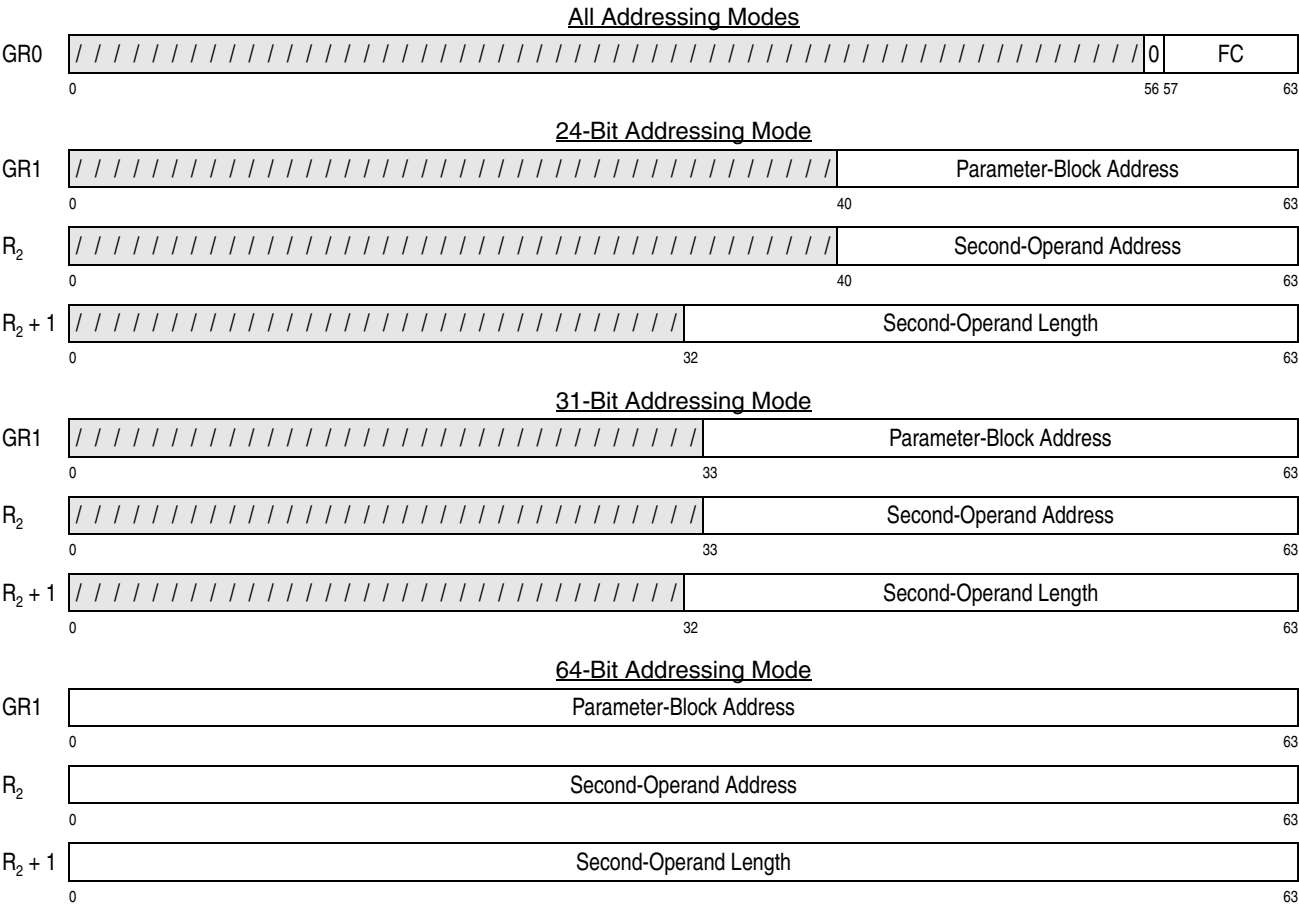 All Addressing Modes
GR0 / / / / / / / / / / / / / / / / / / / / / / / / / / / / / / / / / / / / / / / / / / / / / / / / / / / / / / / / 0 FC
0 56 57 63
24-Bit Addressing Mode
GR1 / / / / / / / / / / / / / / / / / / / / / / / / / / / / / / / / / / / / / / / / Parameter-Block Address
0 40 63
R₂ / / / / / / / / / / / / / / / / / / / / / / / / / / / / / / / / / / / / / / / / Second-Operand Address
0 40 63
R₂ + 1 / / / / / / / / / / / / / / / / / / / / / / / / / / / / / / / / Second-Operand Length
0 32 63
31-Bit Addressing Mode
GR1 / / / / / / / / / / / / / / / / / / / / / / / / / / / / / / / / / Parameter-Block Address
0 33 63
R₂ / / / / / / / / / / / / / / / / / / / / / / / / / / / / / / / / / Second-Operand Address
0 33 63
R₂ + 1 / / / / / / / / / / / / / / / / / / / / / / / / / / / / / / / / Second-Operand Length
0 32 63
64-Bit Addressing Mode
GR1 Parameter-Block Address
0 63
R₂ Second-Operand Address
0 63
R₂ + 1 Second-Operand Length
0 63